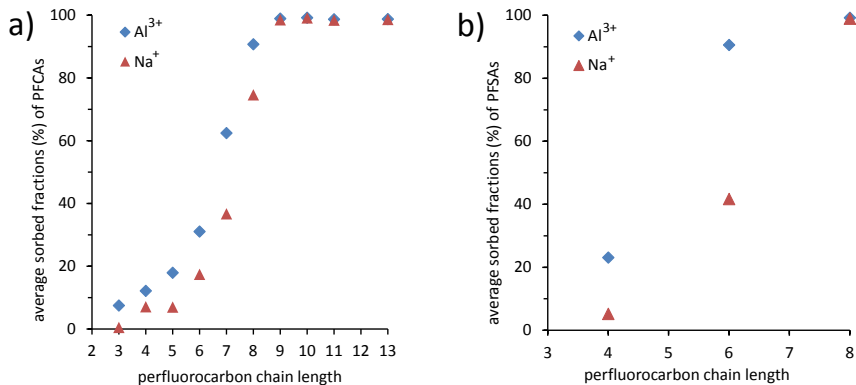 a)
Al³⁺
Na⁺
average sorbed fractions (%) of PFCAs
100
80
60
40
20
0
2 3 4 5 6 7 8 9 10 11 12 13
perfluorocarbon chain length
b)
Al³⁺
Na⁺
average sorbed fractions (%) of PFSAs
100
80
60
40
20
0
3 4 5 6 7 8
perfluorocarbon chain length